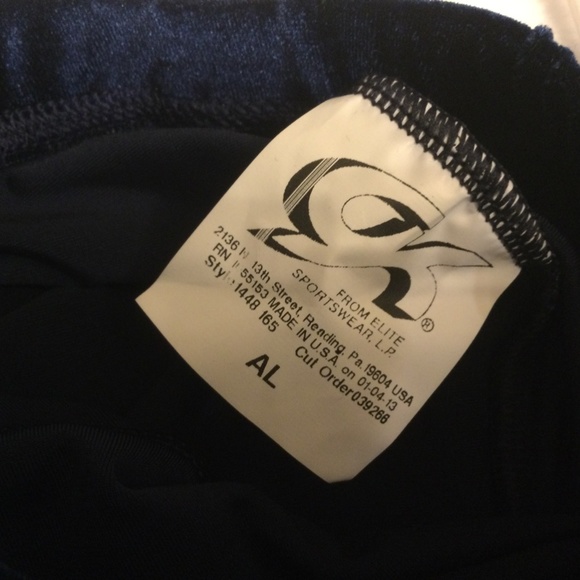 GK®
FROM ELITE
SPORTSWEAR, L.P.
2136 N 13th Street, Reading, Pa. 19604 USA
RN # 55153 MADE IN U.S.A. on 01-04-13
Style 1448 165 Cut Order 039266
AL